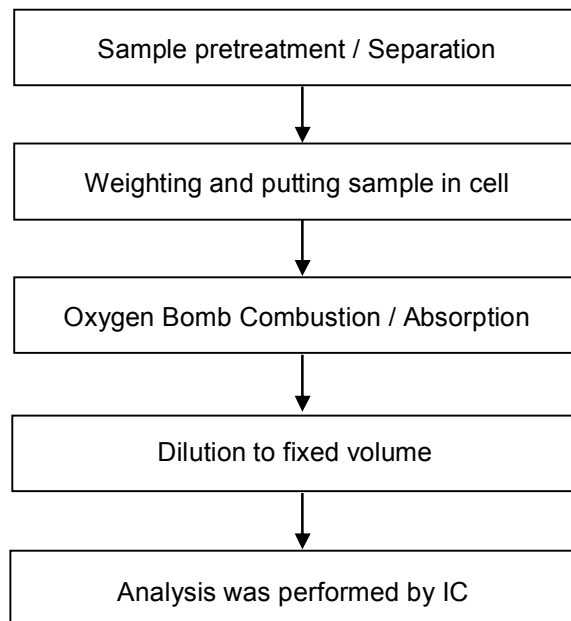 Sample pretreatment / Separation
Weighting and putting sample in cell
Oxygen Bomb Combustion / Absorption
Dilution to fixed volume
Analysis was performed by IC